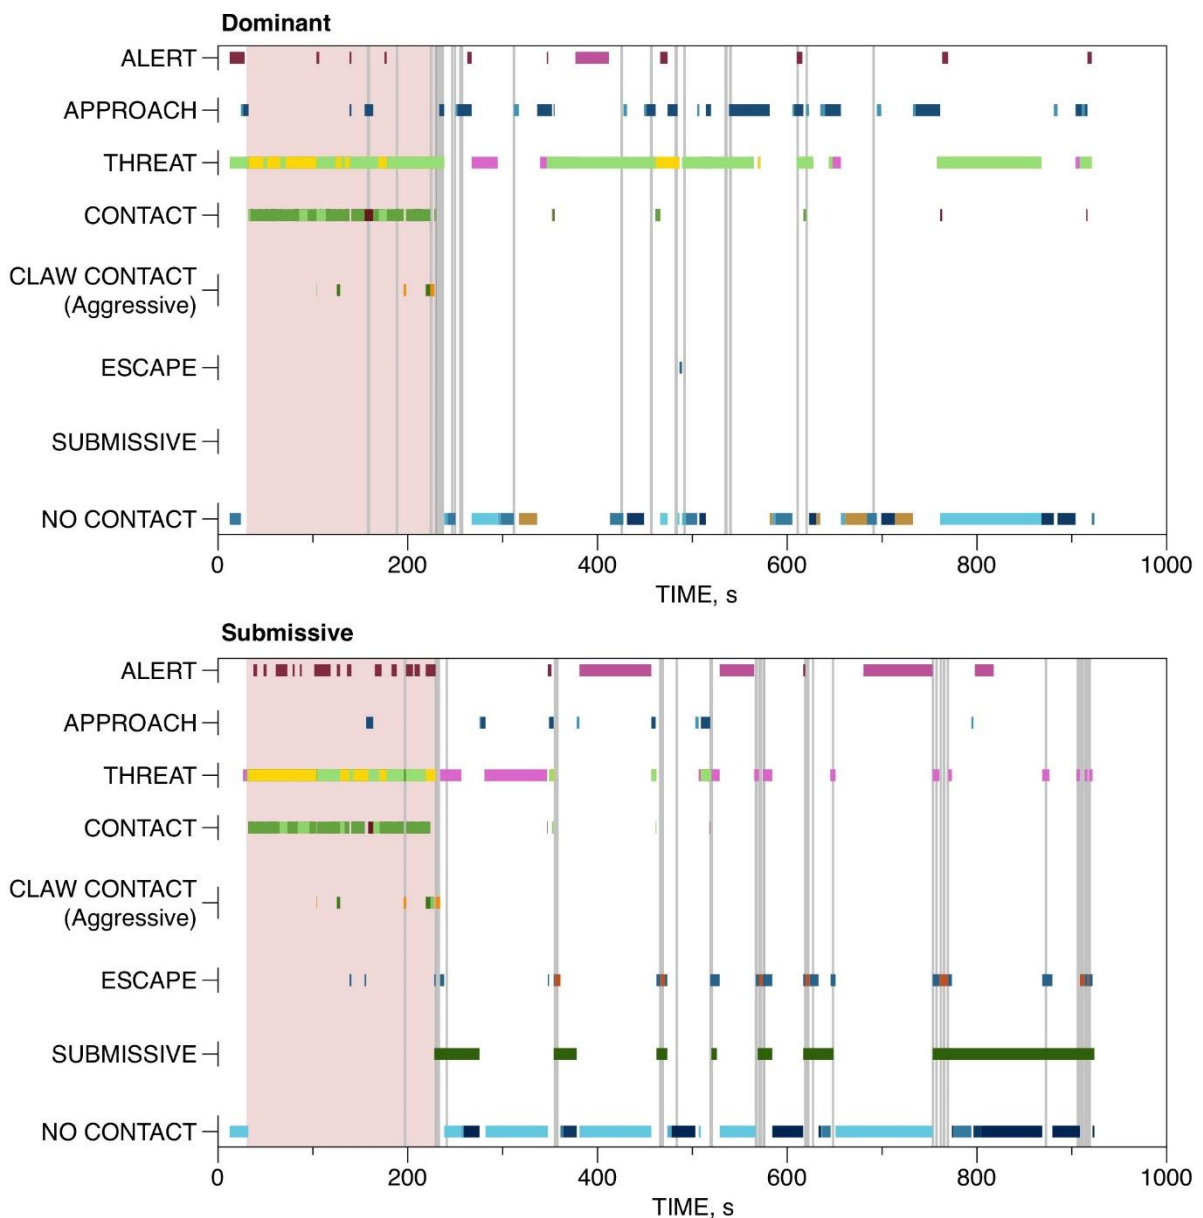 Dominant
ALERT
APPROACH
THREAT
CONTACT
CLAW CONTACT
(Aggressive)
ESCAPE
SUBMISSIVE
NO CONTACT
0 200 400 600 800 1000
TIME, s
Submissive
ALERT
APPROACH
THREAT
CONTACT
CLAW CONTACT
(Aggressive)
ESCAPE
SUBMISSIVE
NO CONTACT
0 200 400 600 800 1000
TIME, s